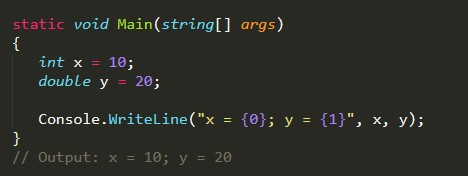 static void Main(string[] args)
{
int x = 10;
double y = 20;
Console.WriteLine("x = {0}; y = {1}", x, y);
}
// Output: x = 10; y = 20